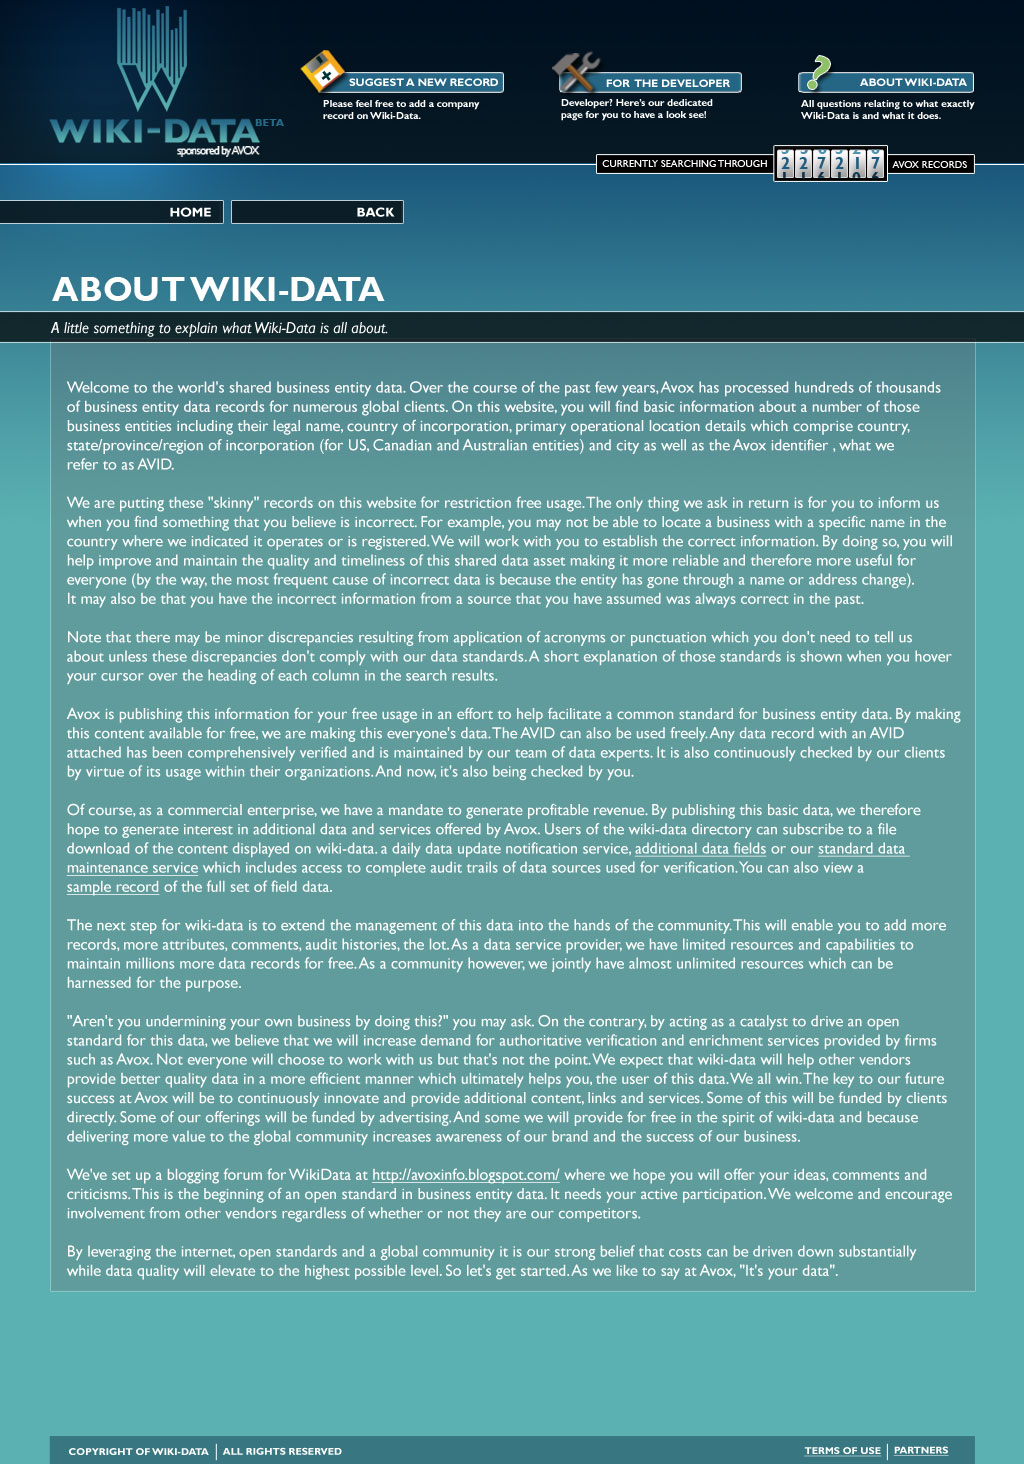 WIKI-DATA BETA
sponsored by AVOX
SUGGEST A NEW RECORD
Please feel free to add a company
record on Wiki-Data.
FOR THE DEVELOPER
Developer? Here's our dedicated
page for you to have a look see!
ABOUT WIKI-DATA
All questions relating to what exactly
Wiki-Data is and what it does.
CURRENTLY SEARCHING THROUGH 2 2 7 2 1 7 AVOX RECORDS
HOME
BACK
ABOUT WIKI-DATA
A little something to explain what Wiki-Data is all about.
Welcome to the world's shared business entity data. Over the course of the past few years, Avox has processed hundreds of thousands
of business entity data records for numerous global clients. On this website, you will find basic information about a number of those
business entities including their legal name, country of incorporation, primary operational location details which comprise country,
state/province/region of incorporation (for US, Canadian and Australian entities) and city as well as the Avox identifier , what we
refer to as AVID.
We are putting these "skinny" records on this website for restriction free usage. The only thing we ask in return is for you to inform us
when you find something that you believe is incorrect. For example, you may not be able to locate a business with a specific name in the
country where we indicated it operates or is registered. We will work with you to establish the correct information. By doing so, you will
help improve and maintain the quality and timeliness of this shared data asset making it more reliable and therefore more useful for
everyone (by the way, the most frequent cause of incorrect data is because the entity has gone through a name or address change).
It may also be that you have the incorrect information from a source that you have assumed was always correct in the past.
Note that there may be minor discrepancies resulting from application of acronyms or punctuation which you don't need to tell us
about unless these discrepancies don't comply with our data standards. A short explanation of those standards is shown when you hover
your cursor over the heading of each column in the search results.
Avox is publishing this information for your free usage in an effort to help facilitate a common standard for business entity data. By making
this content available for free, we are making this everyone's data. The AVID can also be used freely. Any data record with an AVID
attached has been comprehensively verified and is maintained by our team of data experts. It is also continuously checked by our clients
by virtue of its usage within their organizations. And now, it's also being checked by you.
Of course, as a commercial enterprise, we have a mandate to generate profitable revenue. By publishing this basic data, we therefore
hope to generate interest in additional data and services offered by Avox. Users of the wiki-data directory can subscribe to a file
download of the content displayed on wiki-data. a daily data update notification service, additional data fields or our standard data
maintenance service which includes access to complete audit trails of data sources used for verification. You can also view a
sample record of the full set of field data.
The next step for wiki-data is to extend the management of this data into the hands of the community. This will enable you to add more
records, more attributes, comments, audit histories, the lot. As a data service provider, we have limited resources and capabilities to
maintain millions more data records for free. As a community however, we jointly have almost unlimited resources which can be
harnessed for the purpose.
"Aren't you undermining your own business by doing this?" you may ask. On the contrary, by acting as a catalyst to drive an open
standard for this data, we believe that we will increase demand for authoritative verification and enrichment services provided by firms
such as Avox. Not everyone will choose to work with us but that's not the point. We expect that wiki-data will help other vendors
provide better quality data in a more efficient manner which ultimately helps you, the user of this data. We all win. The key to our future
success at Avox will be to continuously innovate and provide additional content, links and services. Some of this will be funded by clients
directly. Some of our offerings will be funded by advertising. And some we will provide for free in the spirit of wiki-data and because
delivering more value to the global community increases awareness of our brand and the success of our business.
We've set up a blogging forum for WikiData at http://avoxinfo.blogspot.com/ where we hope you will offer your ideas, comments and
criticisms. This is the beginning of an open standard in business entity data. It needs your active participation. We welcome and encourage
involvement from other vendors regardless of whether or not they are our competitors.
By leveraging the internet, open standards and a global community it is our strong belief that costs can be driven down substantially
while data quality will elevate to the highest possible level. So let's get started. As we like to say at Avox, "It's your data".
COPYRIGHT OF WIKI-DATA | ALL RIGHTS RESERVED
TERMS OF USE | PARTNERS